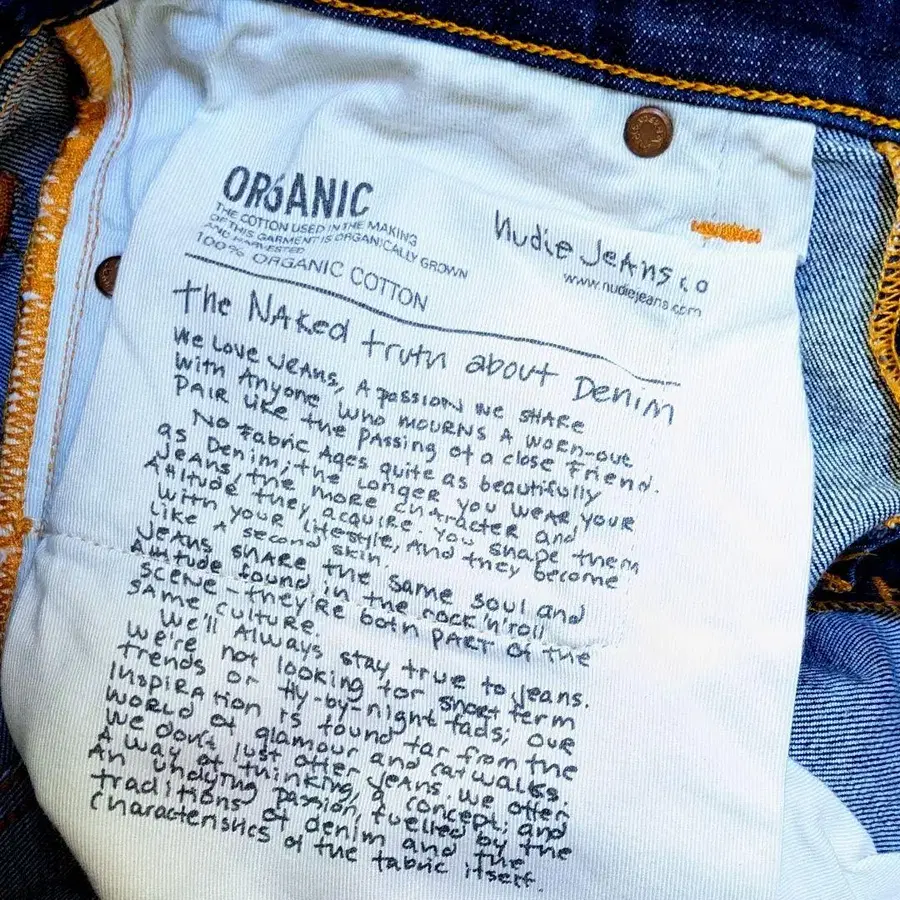 ORGANIC
THE COTTON USED IN THE MAKING
OF THIS GARMENT IS ORGANICALLY GROWN
AND HARVESTED
100% ORGANIC COTTON
Nudie Jeans co
www.nudiejeans.com
the NAKed truth about Denim
We Love Jeans, A passion we share
with Anyone who mourns a worn-out
pair like the passing of a close friend.
No fabric ages quite as beautifully
as Denim; the longer you wear your
Jeans, the more character and
Attitude they acquire. You shape them
with your lifestyle, and they become
like a second skin.
Jeans share the same soul and
Attitude found in the rock'n'roll
scene - they're both part of the
same culture.
We'll Always stay true to jeans.
We're not looking for short term
trends or fly-by-night fads; our
Inspiration is found far from the
world of glamour and catwalks.
We don't just offer jeans, we offer
A way of thinking, a concept; and
An undying passion, fuelled by the
traditions of denim and the
characteristics of the fabric itself.